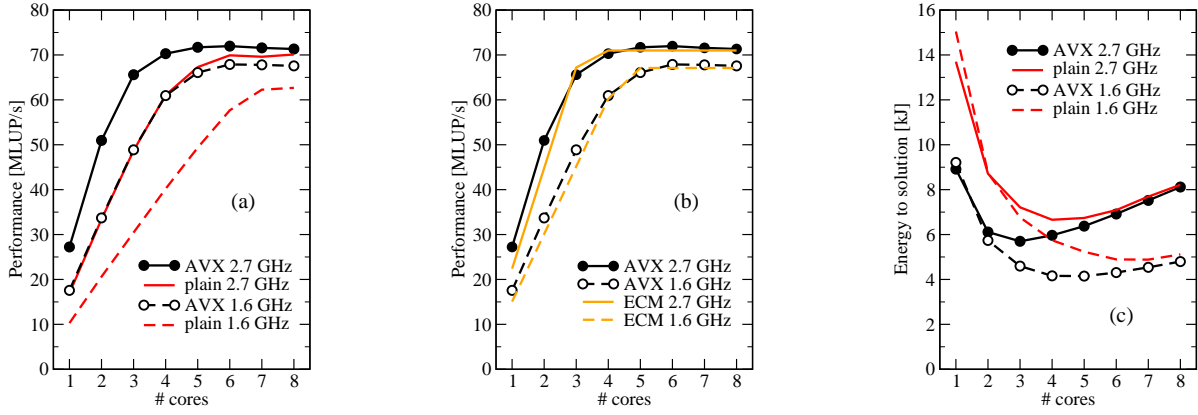 80
70
60
50
40
30
20
10
0
Performance [MLUP/s]
(a)
AVX 2.7 GHz
plain 2.7 GHz
AVX 1.6 GHz
plain 1.6 GHz
1 2 3 4 5 6 7 8
# cores
80
70
60
50
40
30
20
10
0
Performance [MLUP/s]
(b)
AVX 2.7 GHz
AVX 1.6 GHz
ECM 2.7 GHz
ECM 1.6 GHz
1 2 3 4 5 6 7 8
# cores
16
14
12
10
8
6
4
2
0
Energy to solution [kJ]
AVX 2.7 GHz
plain 2.7 GHz
AVX 1.6 GHz
plain 1.6 GHz
(c)
1 2 3 4 5 6 7 8
# cores